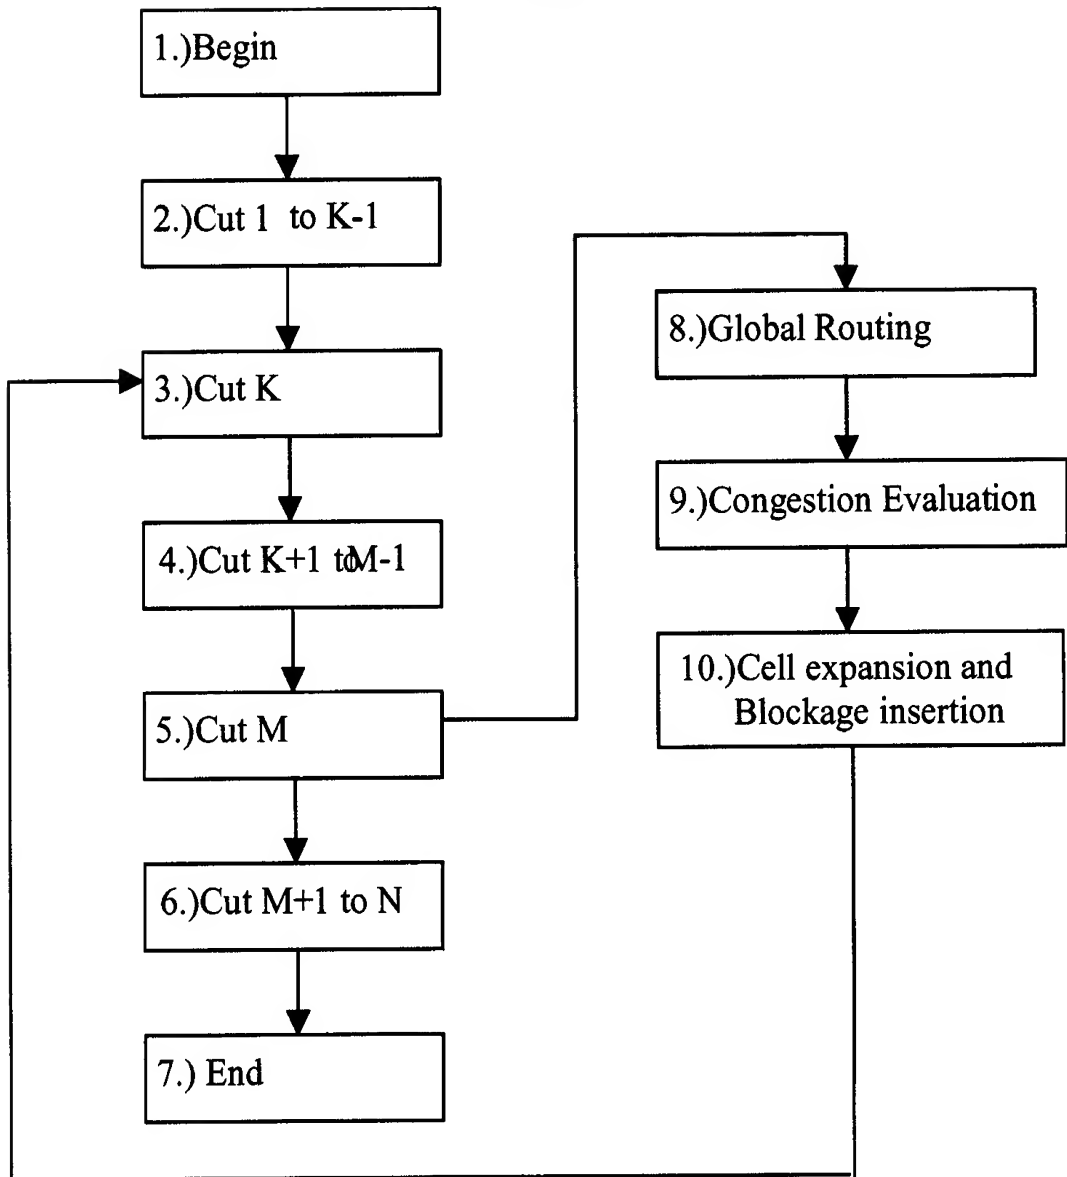 1.)Begin
2.)Cut 1 to K-1
3.)Cut K
4.)Cut K+1 toM-1
5.)Cut M
6.)Cut M+1 to N
7.) End
8.)Global Routing
9.)Congestion Evaluation
10.)Cell expansion and
Blockage insertion